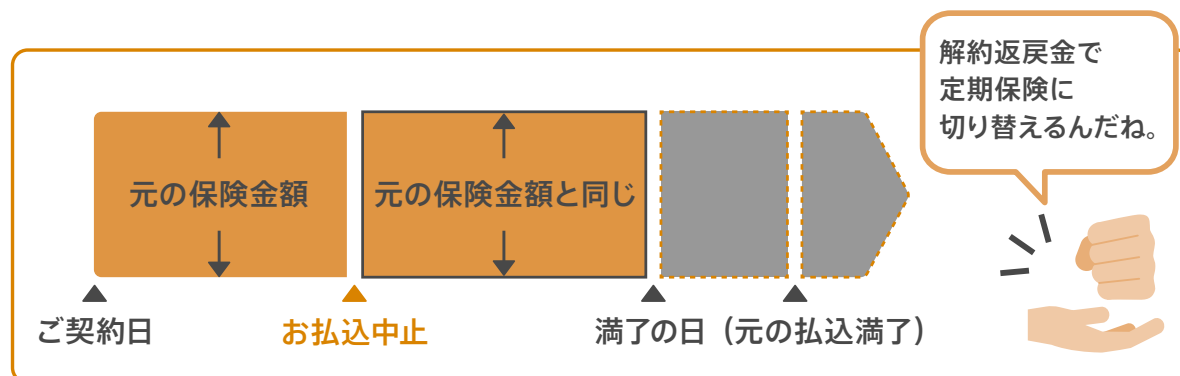 解約返戻金で
定期保険に
切り替えるんだね。
元の保険金額
元の保険金額と同じ
ご契約日
お払込中止
満了の日
(元の払込満了)